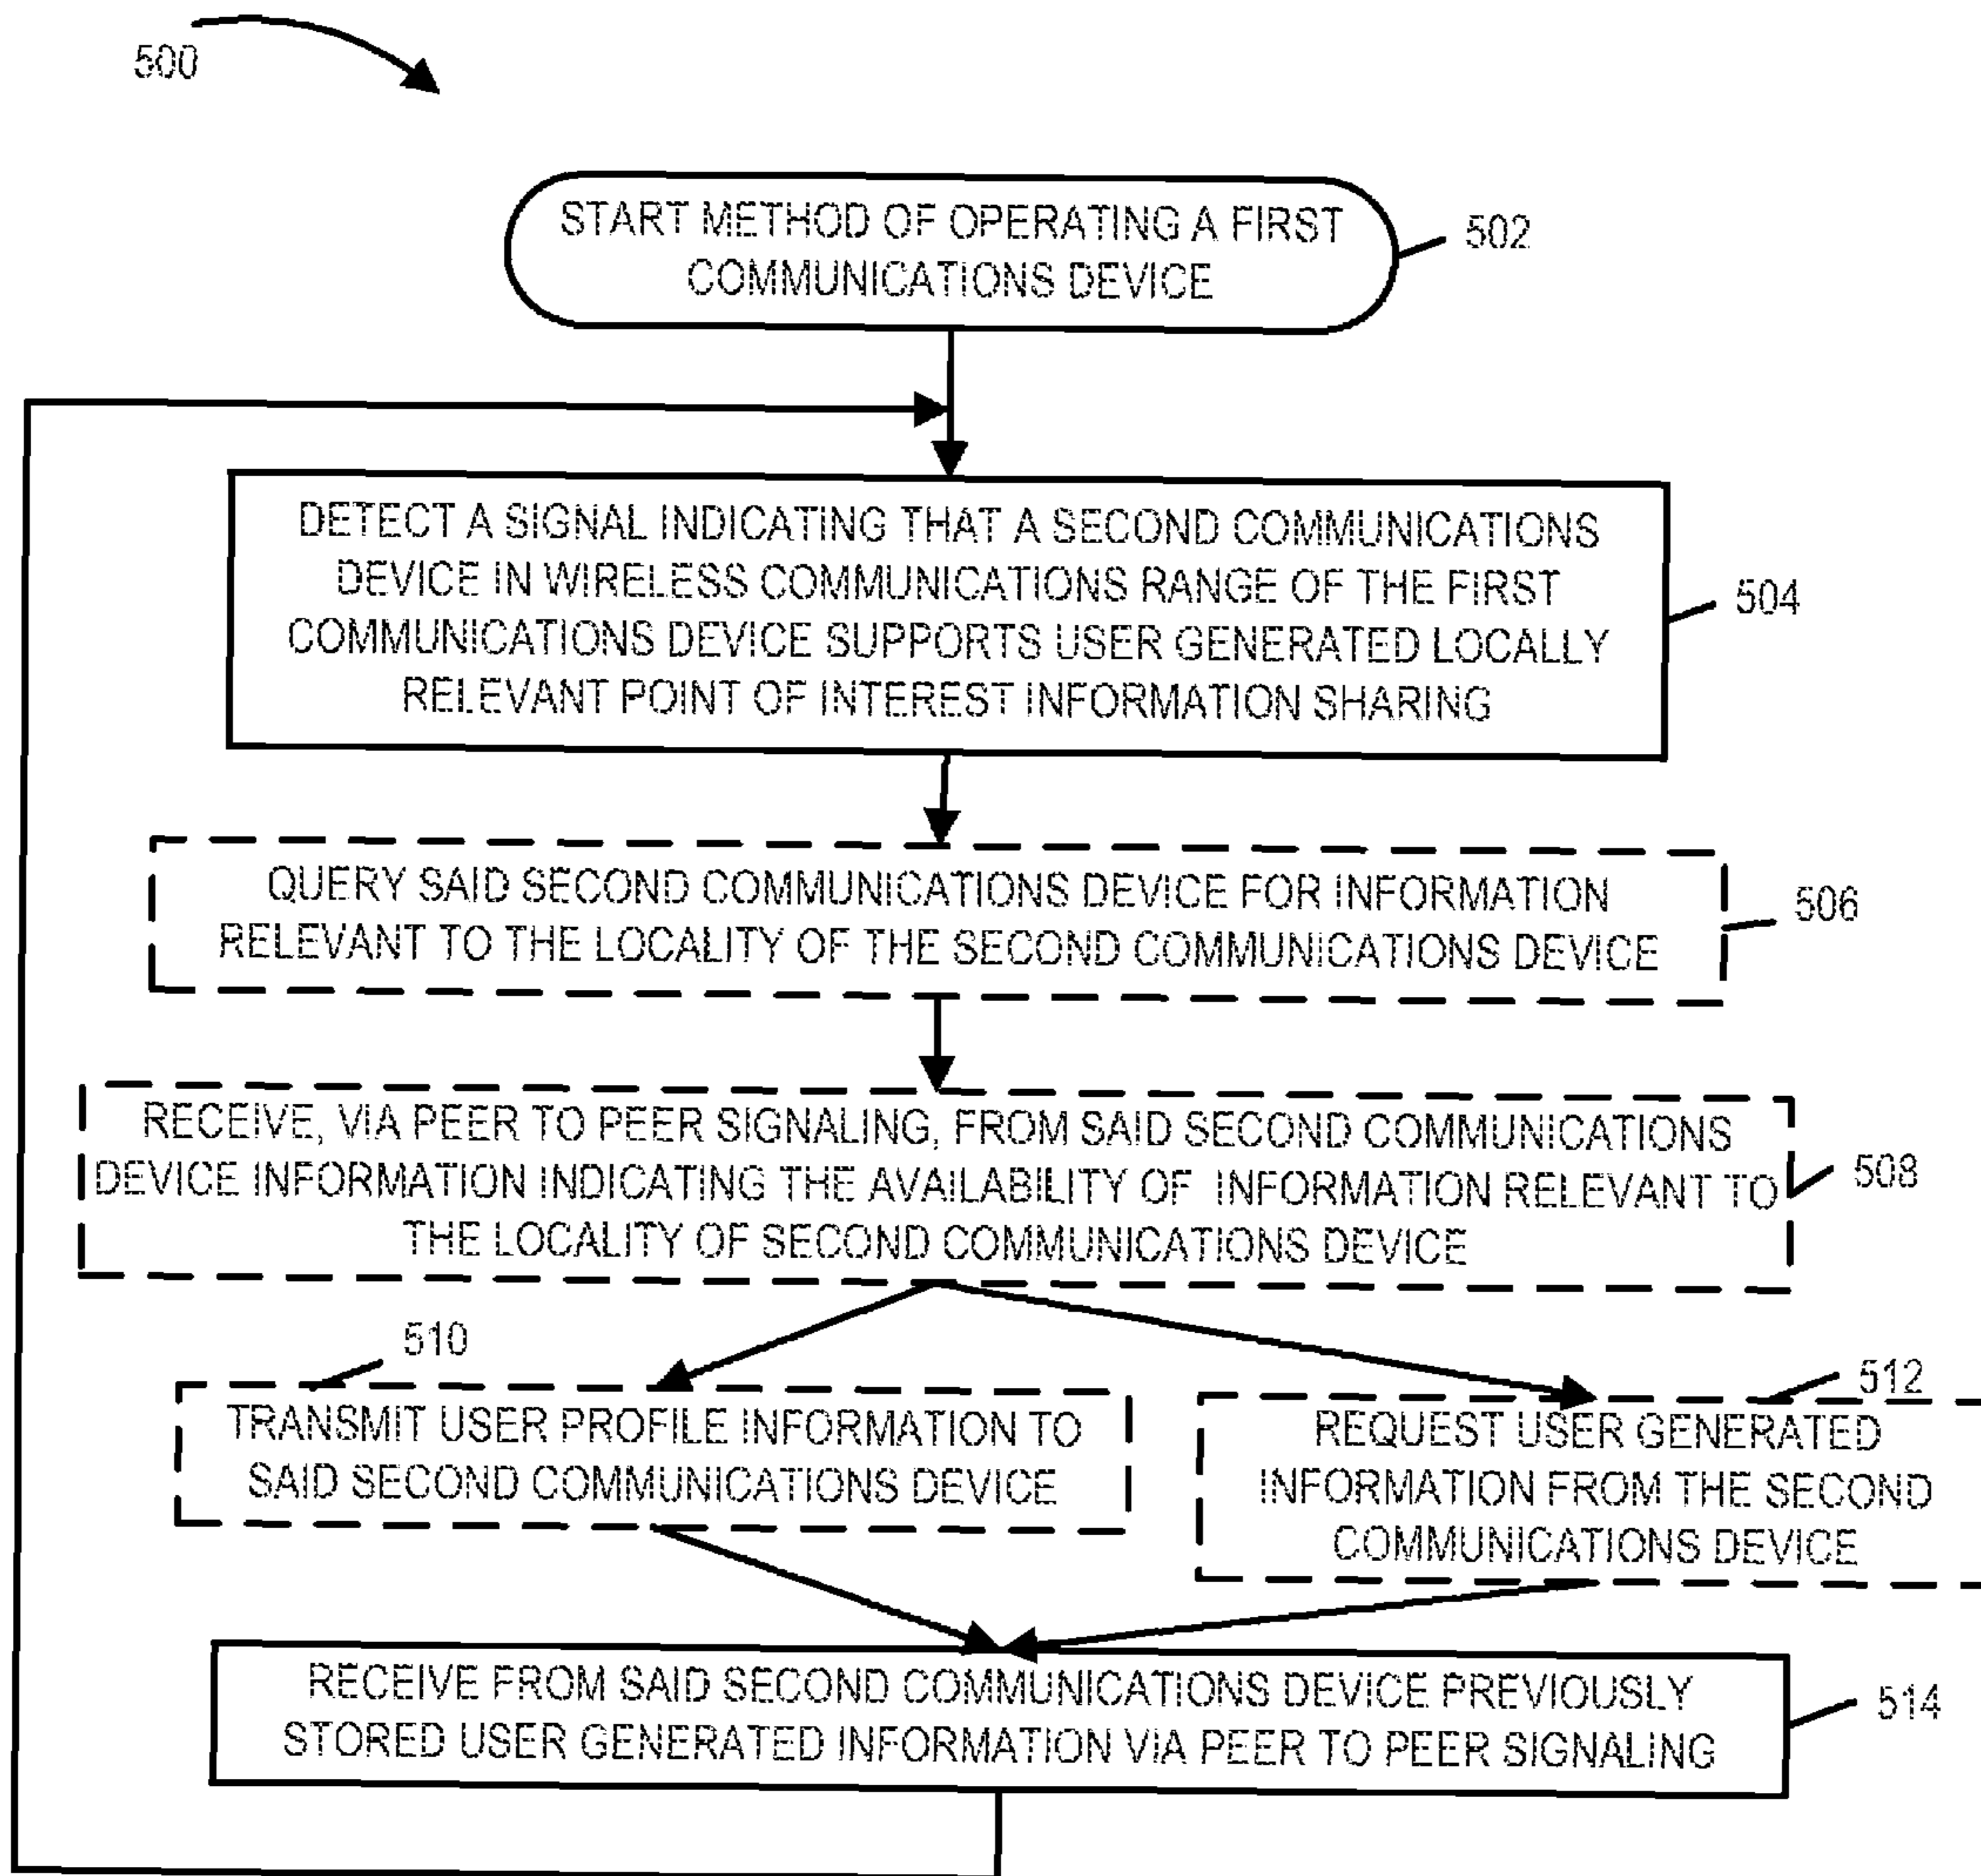 500
START METHOD OF OPERATING A FIRST
COMMUNICATIONS DEVICE
502
DETECT A SIGNAL INDICATING THAT A SECOND COMMUNICATIONS
DEVICE IN WIRELESS COMMUNICATIONS RANGE OF THE FIRST
COMMUNICATIONS DEVICE SUPPORTS USER GENERATED LOCALLY
RELEVANT POINT OF INTEREST INFORMATION SHARING
504
QUERY SAID SECOND COMMUNICATIONS DEVICE FOR INFORMATION
RELEVANT TO THE LOCALITY OF THE SECOND COMMUNICATIONS DEVICE
506
RECEIVE, VIA PEER TO PEER SIGNALING, FROM SAID SECOND COMMUNICATIONS
DEVICE INFORMATION INDICATING THE AVAILABILITY OF INFORMATION RELEVANT TO
THE LOCALITY OF SECOND COMMUNICATIONS DEVICE
508
510
TRANSMIT USER PROFILE INFORMATION TO
SAID SECOND COMMUNICATIONS DEVICE
512
REQUEST USER GENERATED
INFORMATION FROM THE SECOND
COMMUNICATIONS DEVICE
RECEIVE FROM SAID SECOND COMMUNICATIONS DEVICE PREVIOUSLY
STORED USER GENERATED INFORMATION VIA PEER TO PEER SIGNALING
514